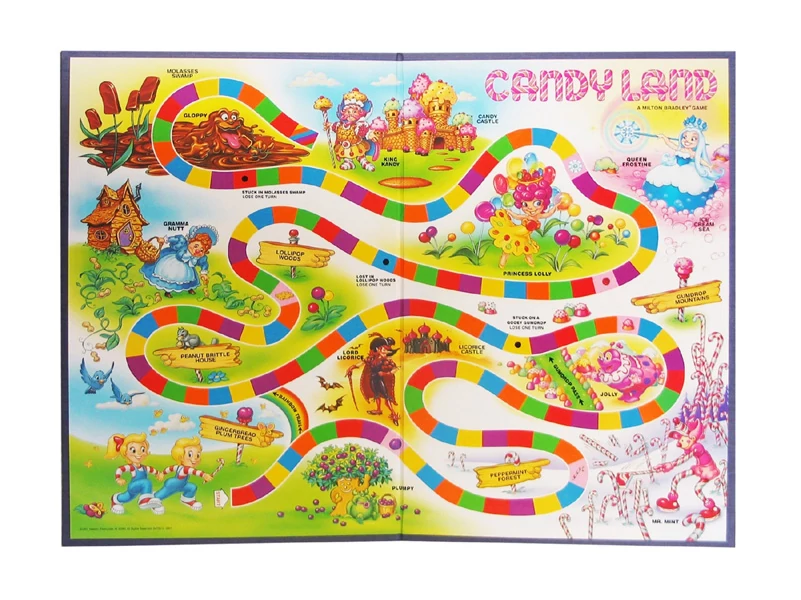 MOLASSES
SWAMP
CANDY LAND
A MILTON BRADLEY® GAME
GLOPPY
CANDY
CASTLE
KING
KANDY
QUEEN
FROSTINE
STUCK IN MOLASSES SWAMP
LOSE ONE TURN
GRAMMA
NUTT
ICE
CREAM
SEA
LOLLIPOP
WOODS
LOST IN
LOLLIPOP WOODS
LOSE ONE TURN
PRINCESS LOLLY
GUMDROP
MOUNTAINS
STUCK ON A
GOOEY GUMDROP
LOSE ONE TURN
PEANUT BRITTLE
HOUSE
LORD
LICORICE
LICORICE
CASTLE
GUMDROP PASS
JOLLY
RAINBOW TRAIL
GINGERBREAD
PLUM TREES
PEPPERMINT
FOREST
PLUMPY
MR. MINT